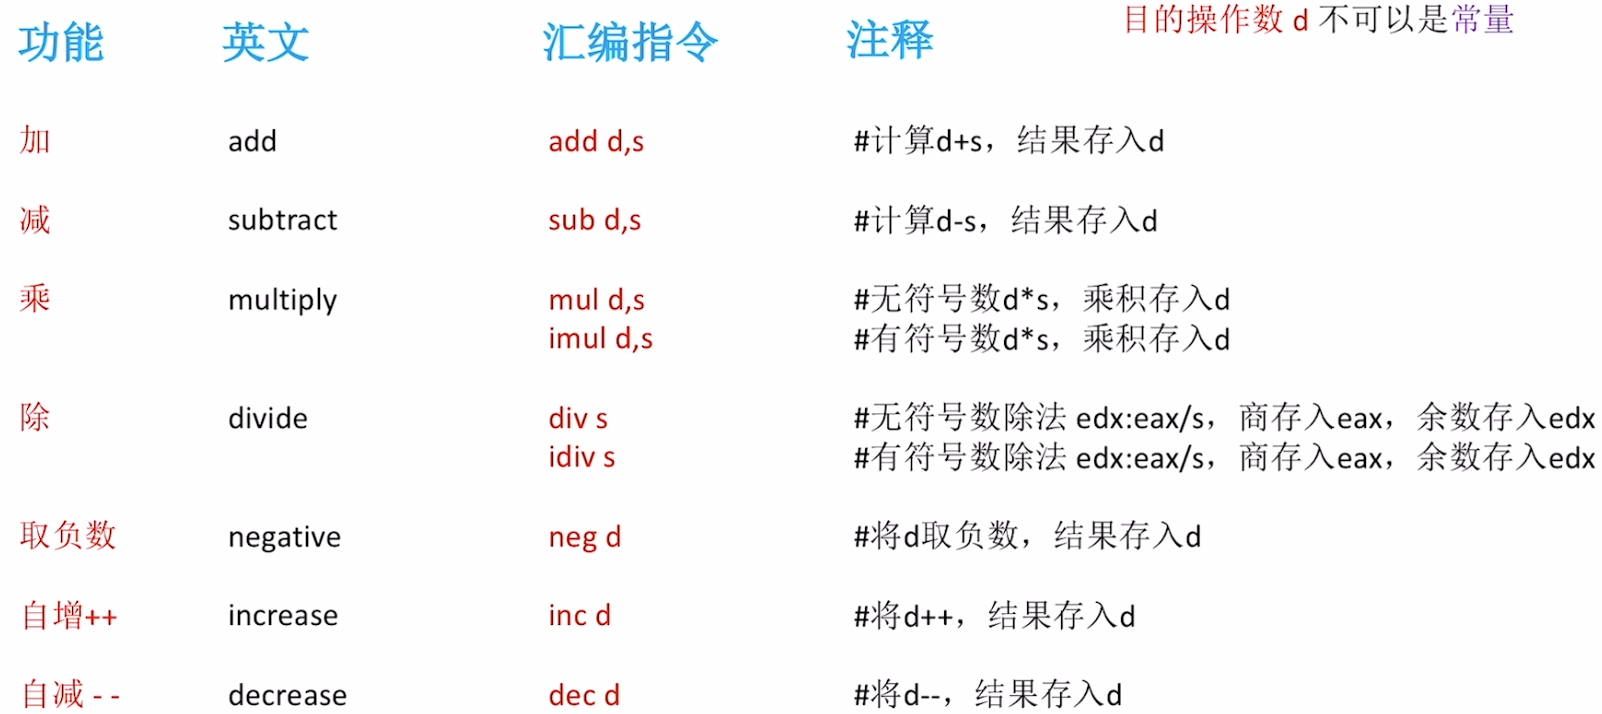 目的操作数 d 不可以是常量
功能 英文 汇编指令 注释
加 add add d,s #计算d+s，结果存入d
减 subtract sub d,s #计算d-s，结果存入d
乘 multiply mul d,s #无符号数d*s，乘积存入d
imul d,s #有符号数d*s，乘积存入d
除 divide div s #无符号数除法 edx:eax/s，商存入eax，余数存入edx
idiv s #有符号数除法 edx:eax/s，商存入eax，余数存入edx
取负数 negative neg d #将d取负数，结果存入d
自增++ increase inc d #将d++，结果存入d
自减 - - decrease dec d #将d--，结果存入d